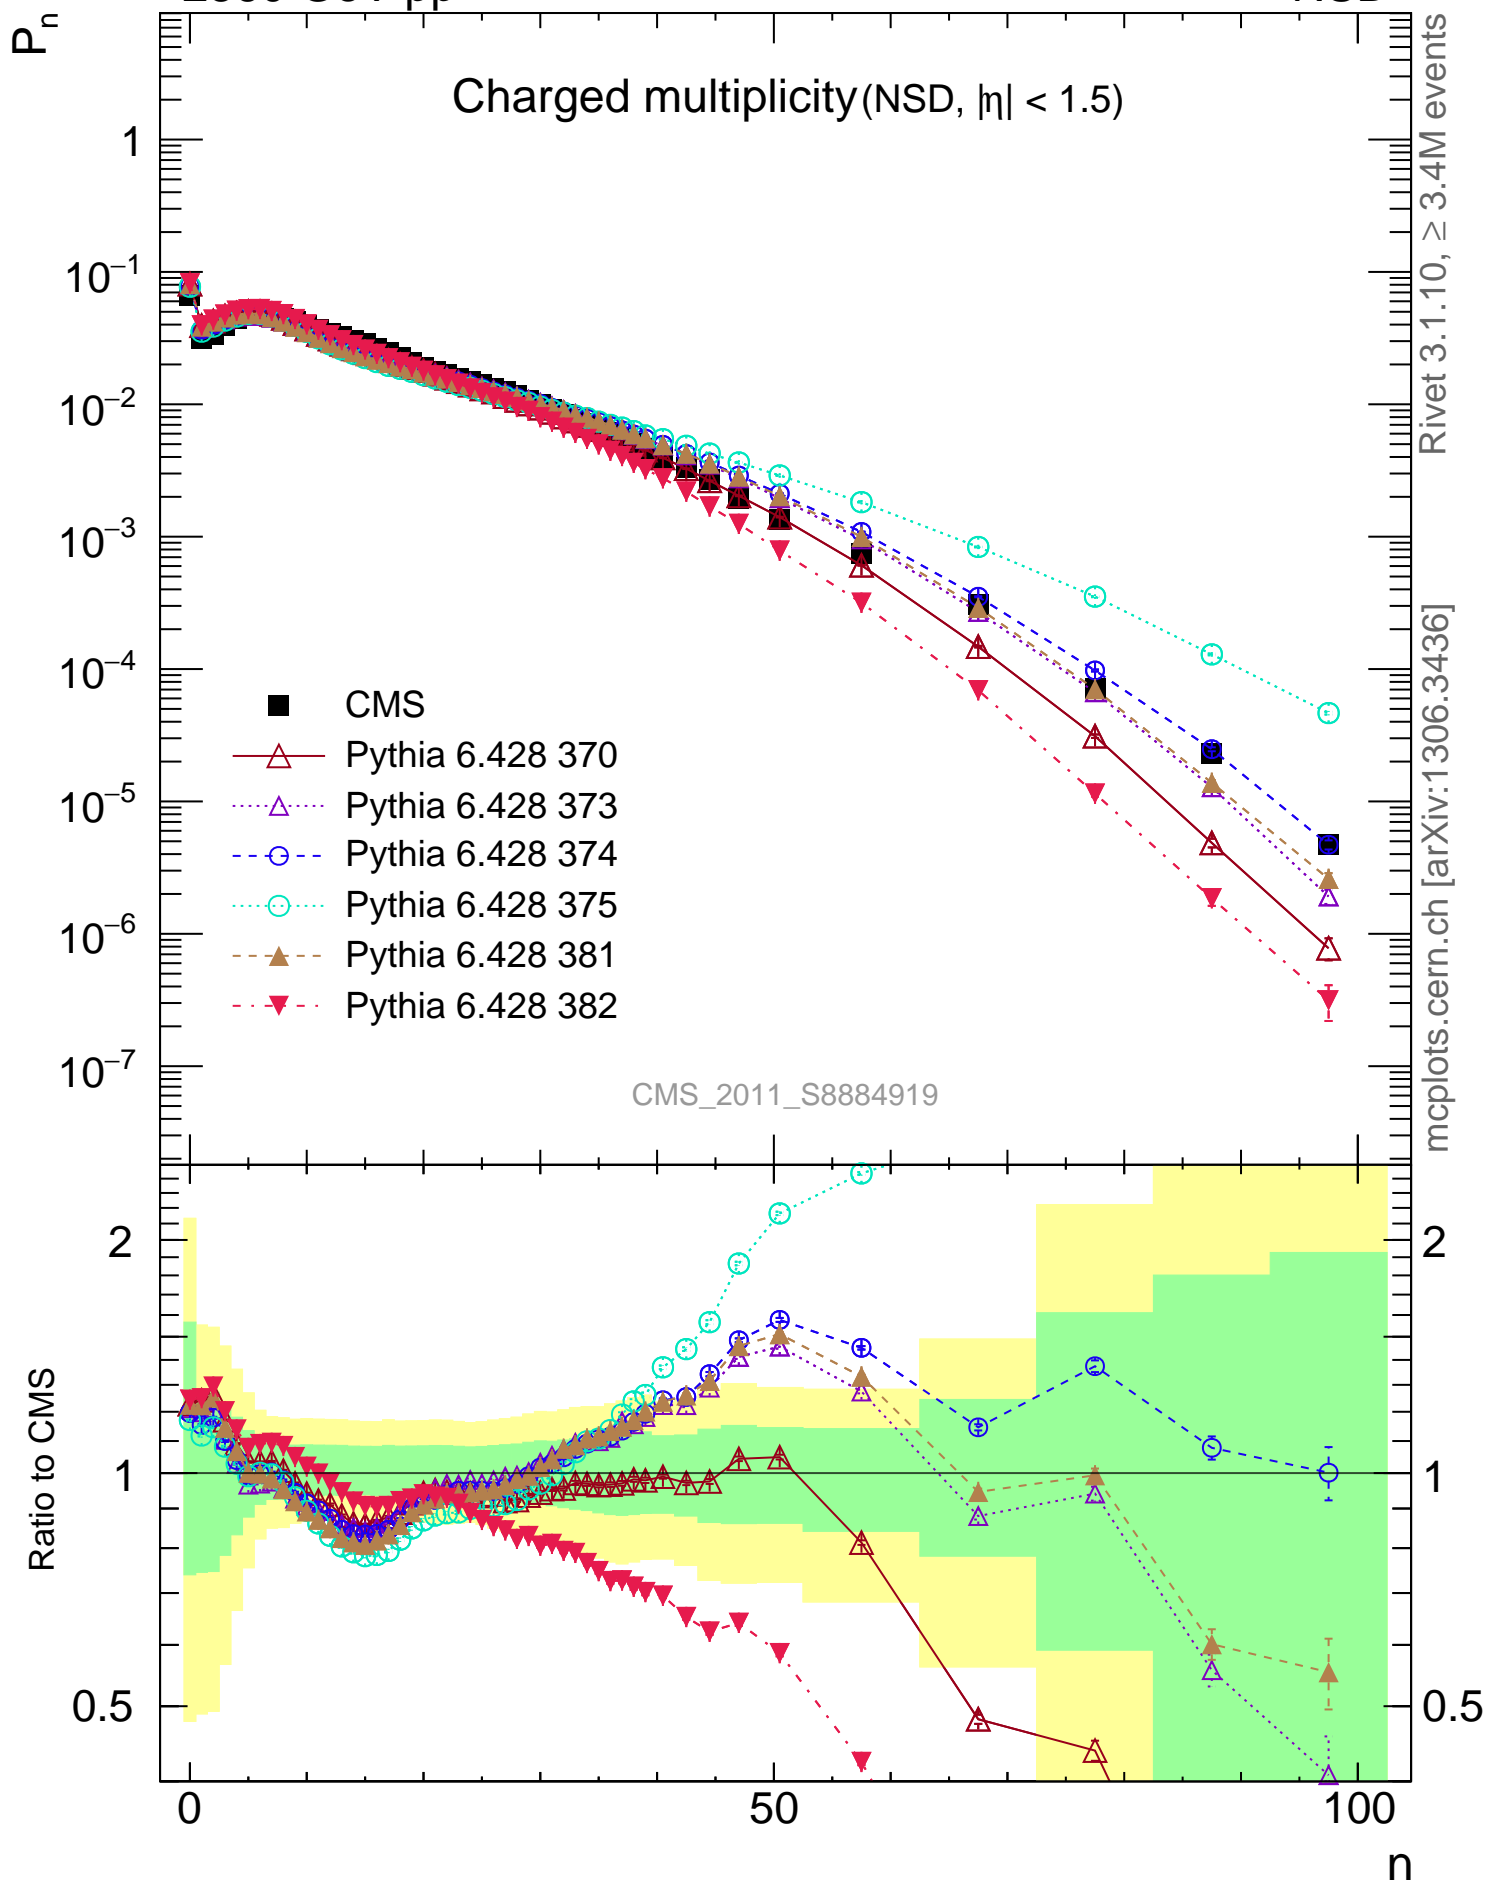 P_n
Charged multiplicity (NSD, |η| < 1.5)
1
10⁻¹
10⁻²
10⁻³
10⁻⁴
10⁻⁵
10⁻⁶
10⁻⁷
CMS
Pythia 6.428 370
Pythia 6.428 373
Pythia 6.428 374
Pythia 6.428 375
Pythia 6.428 381
Pythia 6.428 382
CMS_2011_S8884919
Rivet 3.1.10, ≥ 3.4M events
mcplots.cern.ch [arXiv:1306.3436]
Ratio to CMS
2
1
0.5
2
1
0.5
0
50
100
n